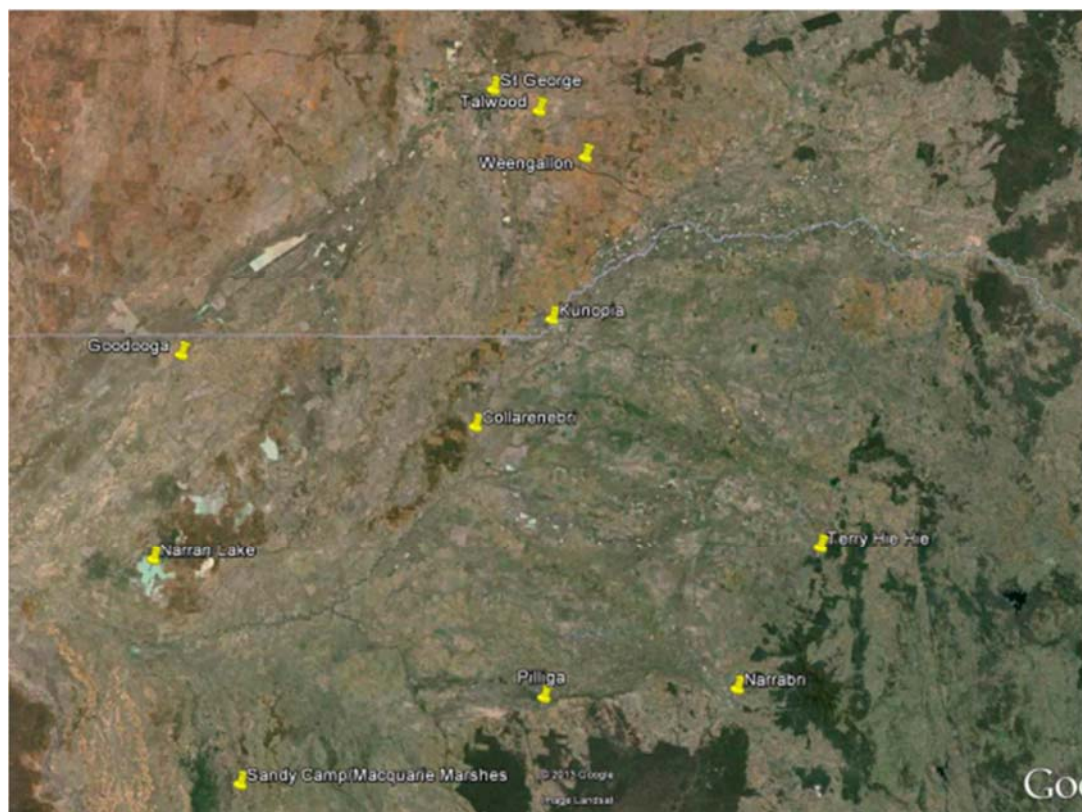 St George
Talwood
Weengallon
Kunopia
Goodooga
Collarenebri
Terry Hie Hie
Narran Lake
Pilliga
Narrabri
Sandy Camp/Macquarie Marshes
© 2013 Google
Image Landsat
Goo